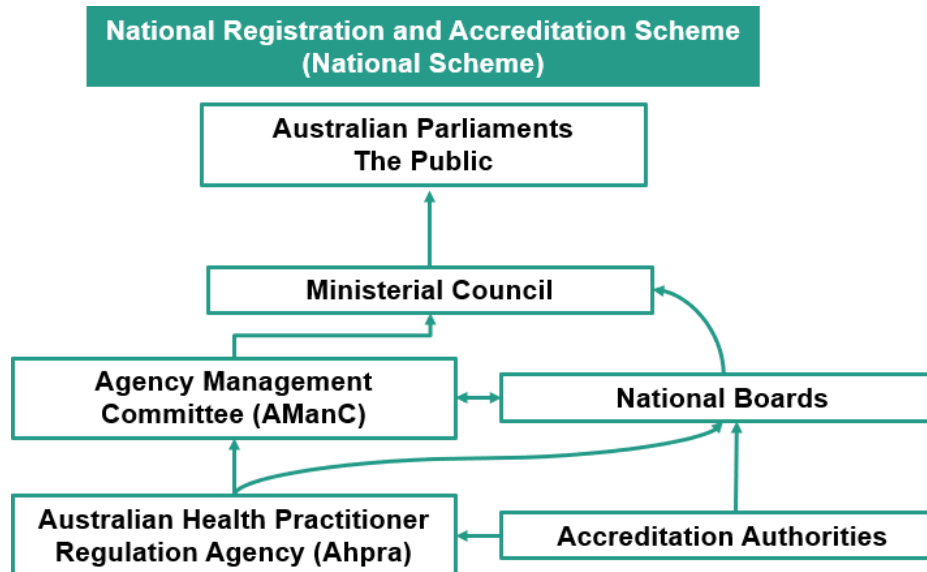 National Registration and Accreditation Scheme
(National Scheme)
Australian Parliaments
The Public
Ministerial Council
Agency Management
Committee (AManC)
National Boards
Australian Health Practitioner
Regulation Agency (Ahpra)
Accreditation Authorities